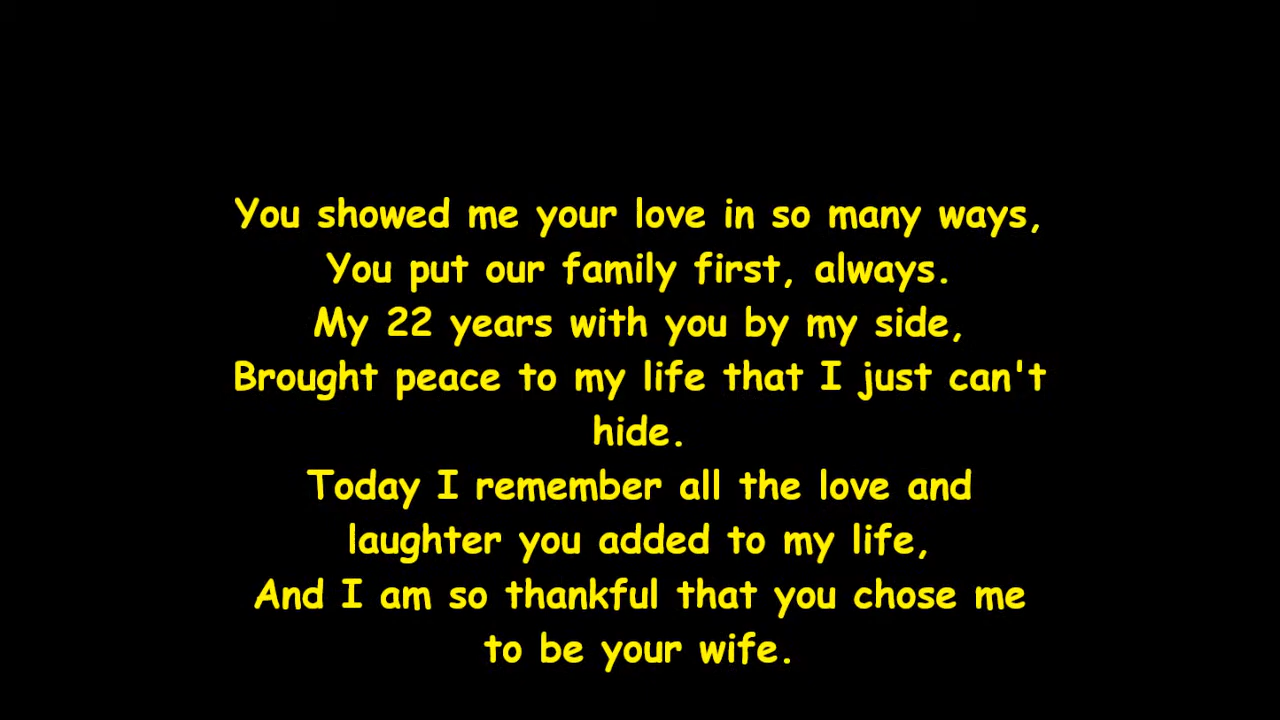 You showed me your love in so many ways,
You put our family first, always.
My 22 years with you by my side,
Brought peace to my life that I just can't
hide.
Today I remember all the love and
laughter you added to my life,
And I am so thankful that you chose me
to be your wife.